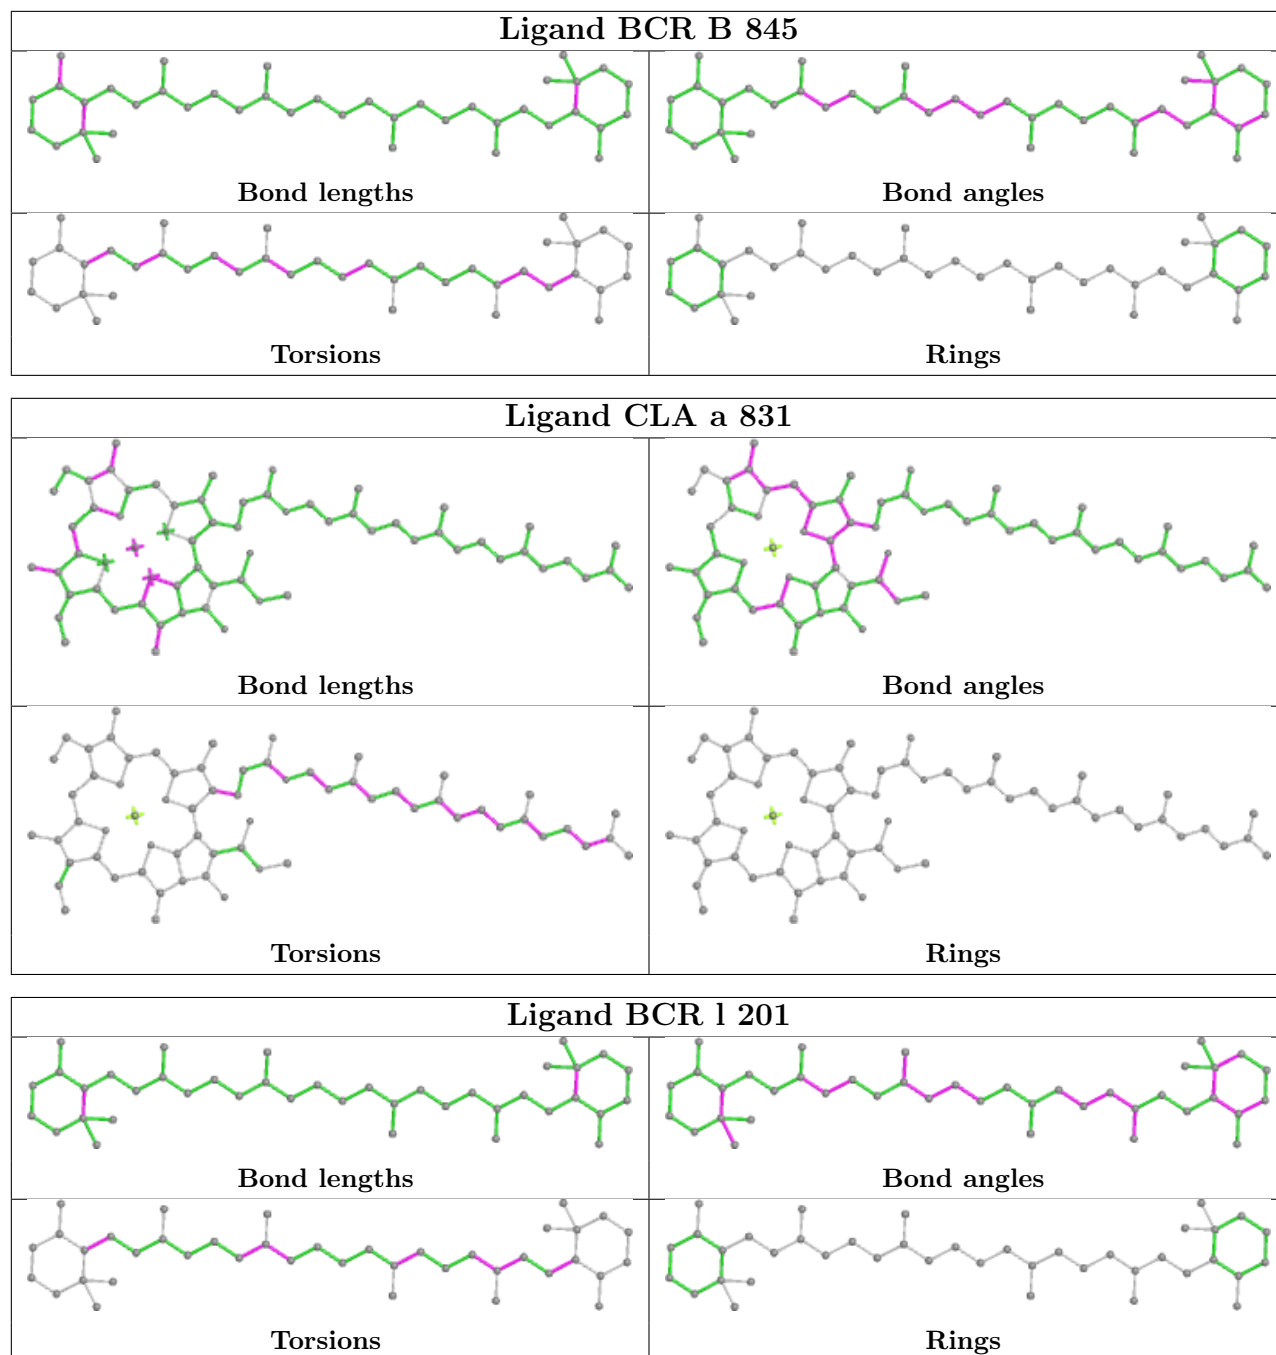 Ligand BCR B 845
Bond lengths
Bond angles
Torsions
Rings
Ligand CLA a 831
Bond lengths
Bond angles
Torsions
Rings
Ligand BCR l 201
Bond lengths
Bond angles
Torsions
Rings